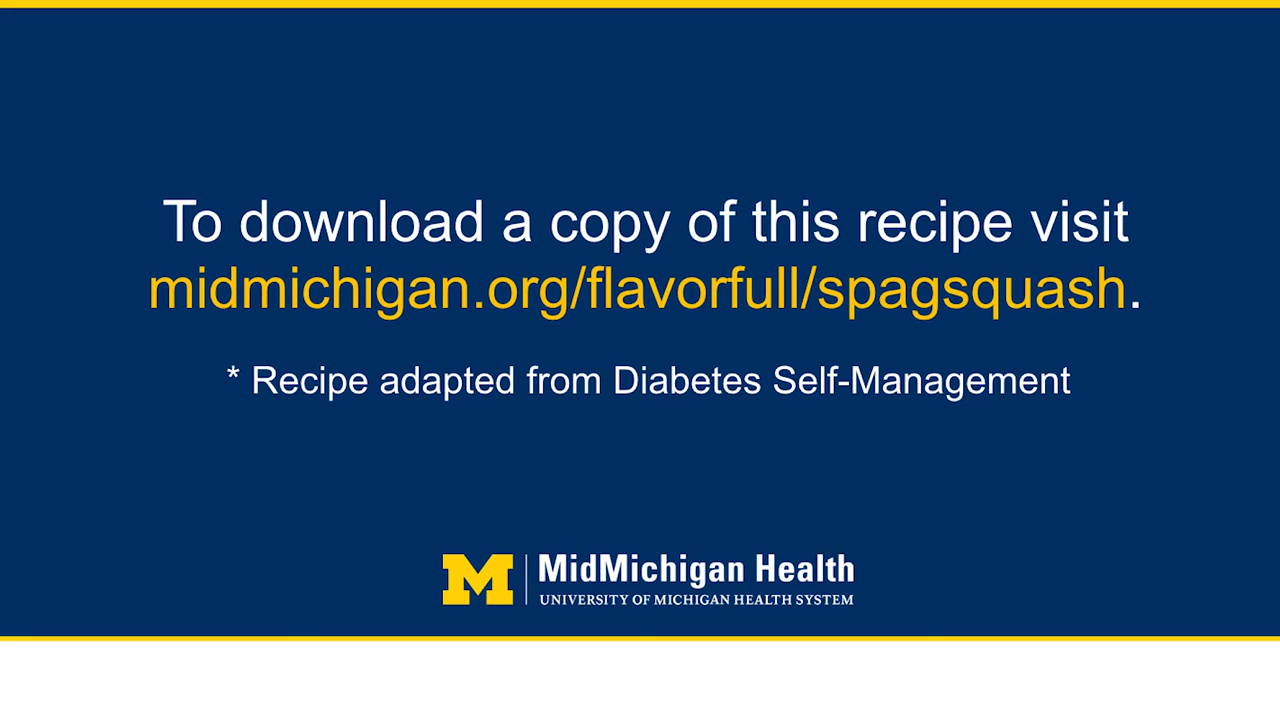 To download a copy of this recipe visit
midmichigan.org/flavorfull/spagsquash.
* Recipe adapted from Diabetes Self-Management
M MidMichigan Health
UNIVERSITY OF MICHIGAN HEALTH SYSTEM